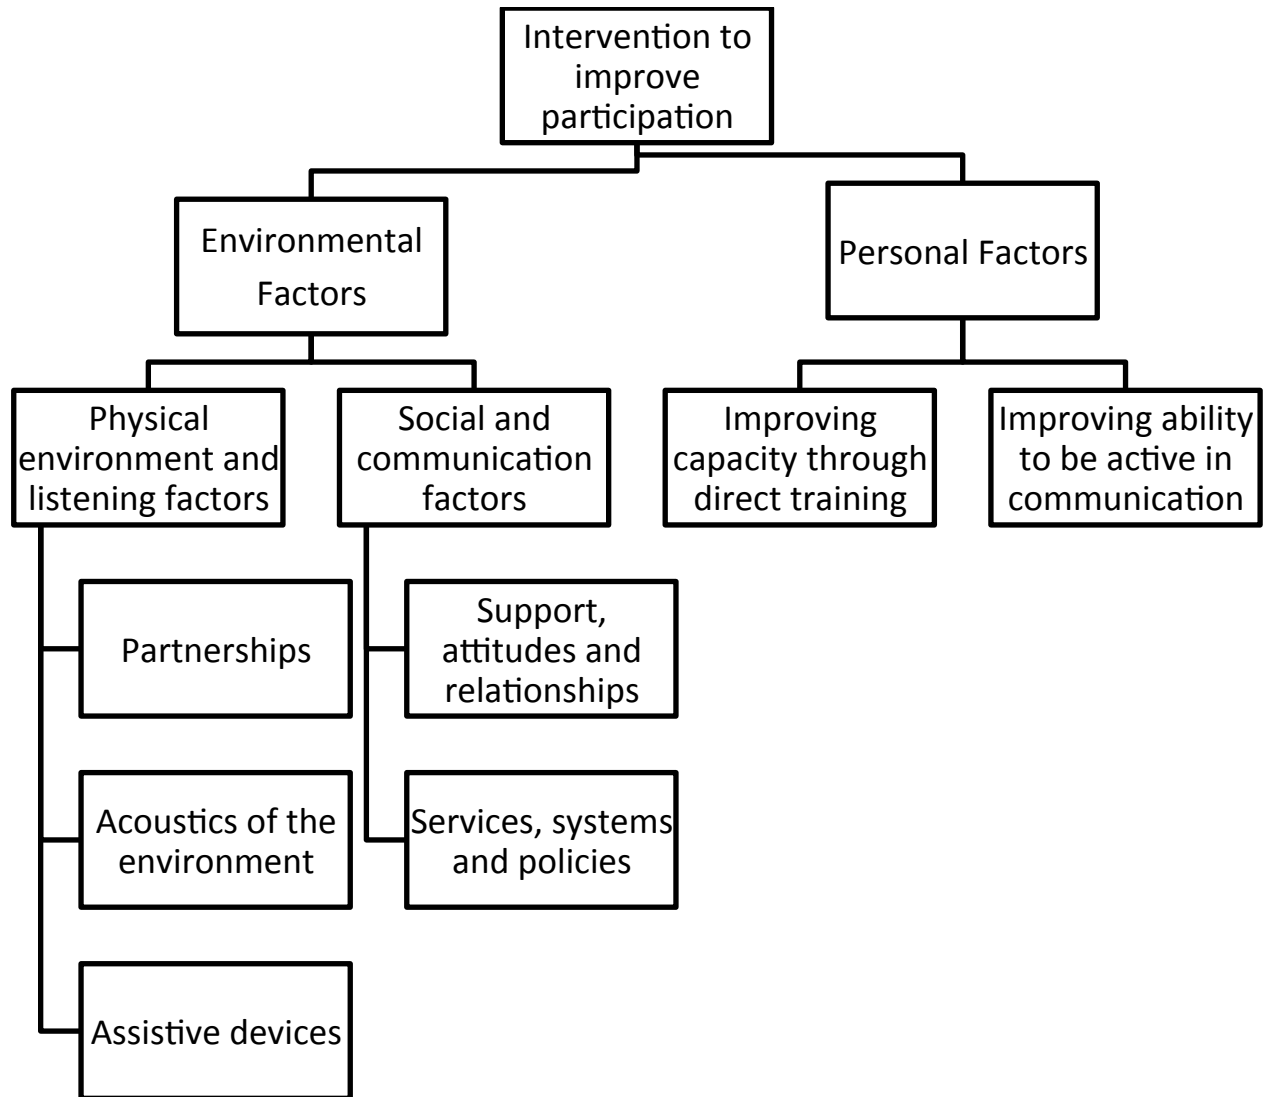 Intervention to
improve
participation
Environmental
Factors
Personal Factors
Physical
environment and
listening factors
Social and
communication
factors
Improving
capacity through
direct training
Improving ability
to be active in
communication
Partnerships
Support,
attitudes and
relationships
Acoustics of the
environment
Services, systems
and policies
Assistive devices